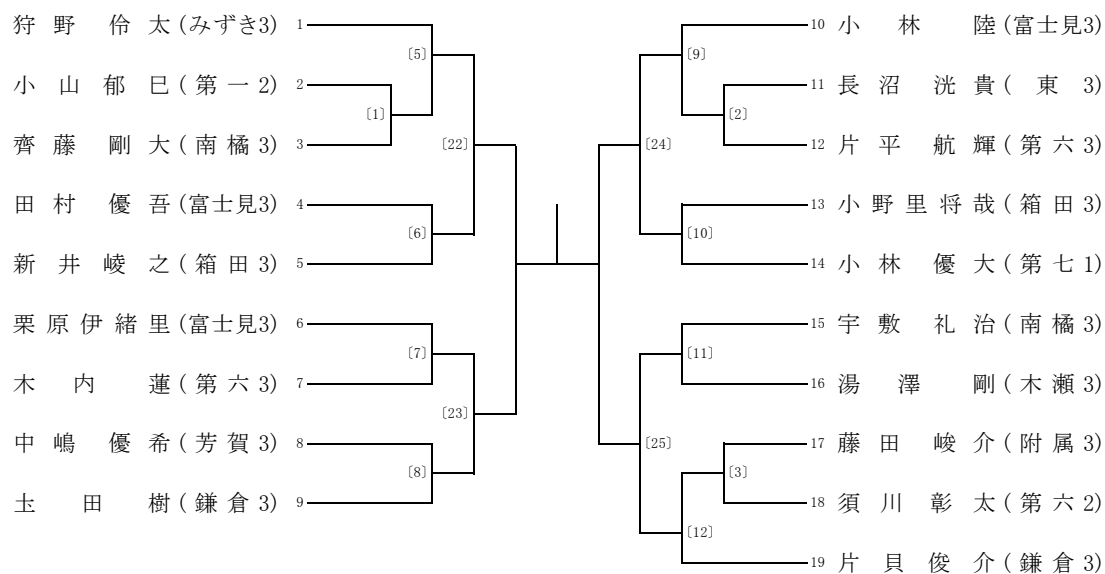 狩野 伶太(みずき3) 1
〔5〕
小山郁巳(第一2) 2
〔1〕
齊藤 剛大(南橘3) 3
〔22〕
田村 優吾(富士見3) 4
〔6〕
新井崚之(箱田3) 5
栗原伊緒里(富士見3) 6
〔7〕
木内 蓮(第六3) 7
〔23〕
中嶋優希(芳賀3) 8
〔8〕
圡田 樹(鎌倉3) 9
10 小林 陸(富士見3)
〔9〕
11 長沼洸貴(東3)
〔2〕
12 片平航輝(第六3)
〔24〕
13 小野里将哉(箱田3)
〔10〕
14 小林 優大(第七1)
15 宇敷礼治(南橘3)
〔11〕
16 湯澤 剛(木瀬3)
〔25〕
17 藤田峻介(附属3)
〔3〕
18 須川彰太(第六2)
〔12〕
19 片貝俊介(鎌倉3)